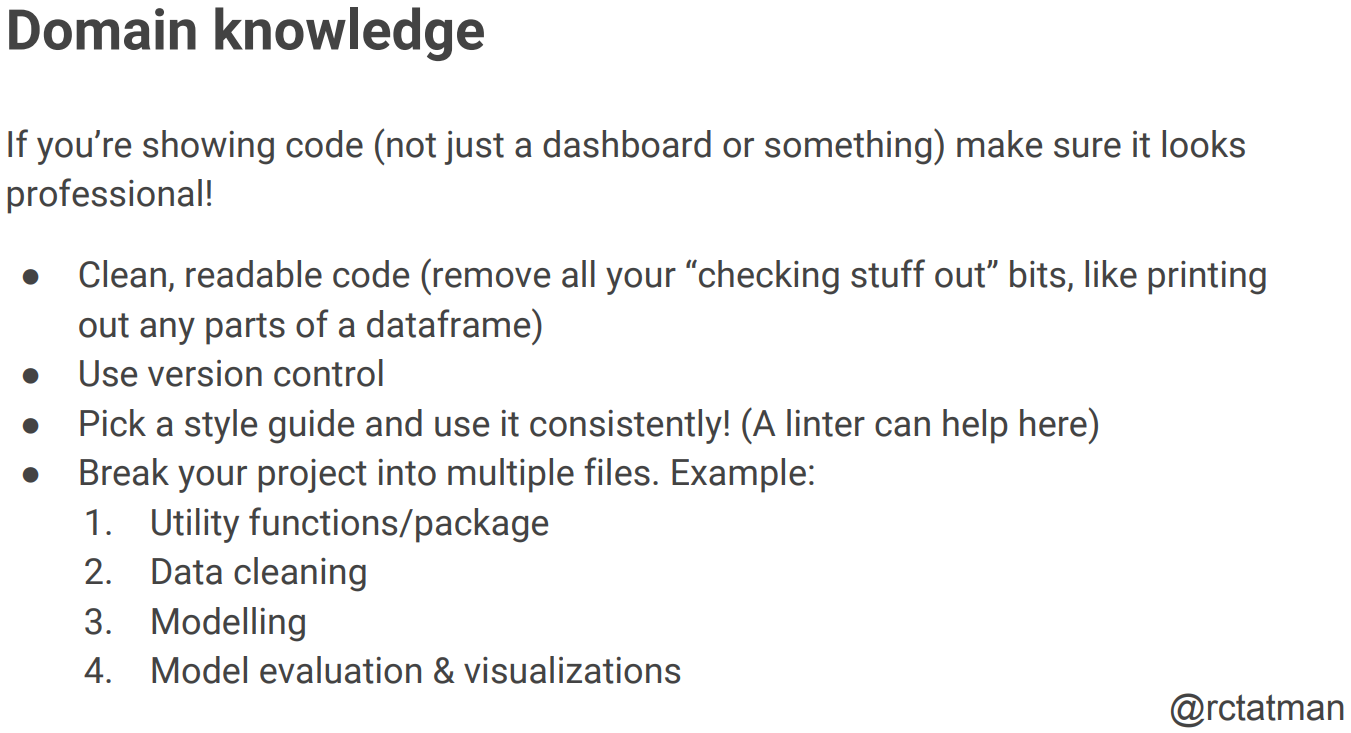 Domain knowledge
If you’re showing code (not just a dashboard or something) make sure it looks
professional!
● Clean, readable code (remove all your “checking stuff out” bits, like printing
out any parts of a dataframe)
● Use version control
● Pick a style guide and use it consistently! (A linter can help here)
● Break your project into multiple files. Example:
1. Utility functions/package
2. Data cleaning
3. Modelling
4. Model evaluation & visualizations
@rctatman